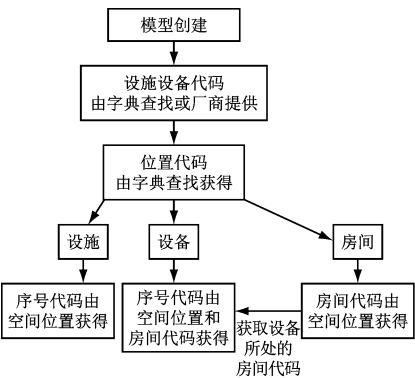 模型创建
设施设备代码
由字典查找或厂商提供
位置代码
由字典查找获得
设施
设备
房间
序号代码由
空间位置获得
序号代码由
空间位置和
房间代码获得
获取设备
所处的
房间代码
房间代码由
空间位置获得